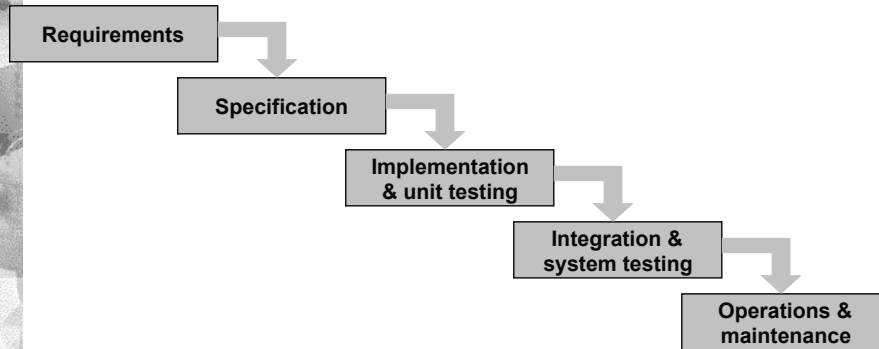 Requirements
Specification
Implementation
& unit testing
Integration &
system testing
Operations &
maintenance